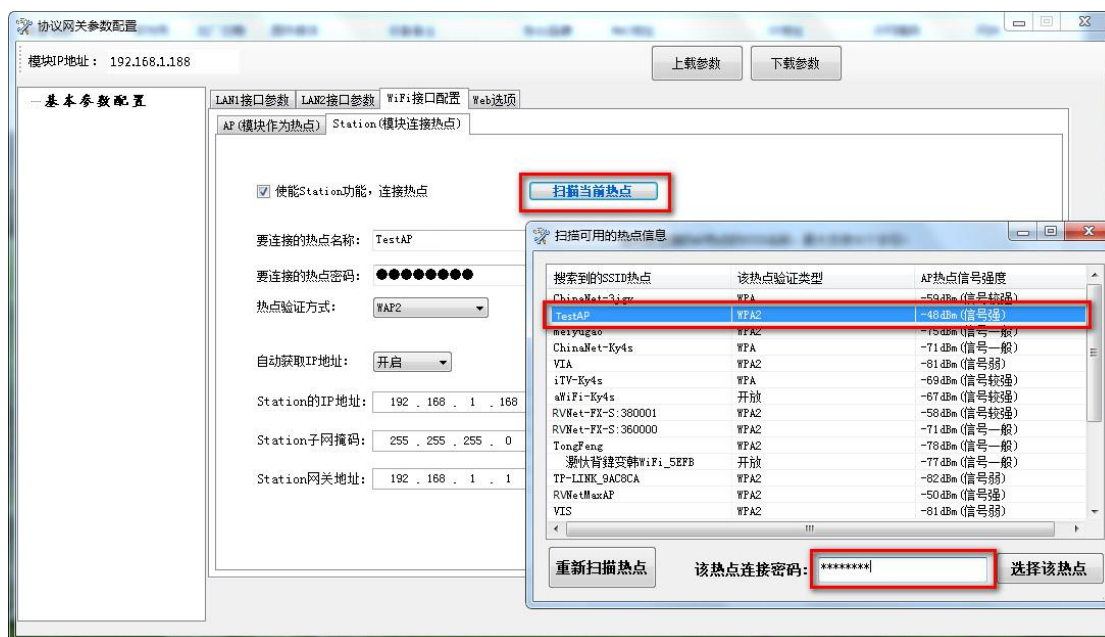 协议网关参数配置
模块IP地址： 192.168.1.188
上载参数
下载参数
基本参数配置
LAN1接口参数 LAN2接口参数 WiFi接口配置 Web选项
AP(模块作为热点) Station(模块连接热点)
使能Station功能，连接热点
扫描当前热点
要连接的热点名称： TestAP
要连接的热点密码： ●●●●●●●●
热点验证方式： WAP2
自动获取IP地址： 开启
Station的IP地址： 192 . 168 . 1 . 168
Station子网掩码： 255 . 255 . 255 . 0
Station网关地址： 192 . 168 . 1 . 1
扫描可用的热点信息
搜索到的SSID热点 该热点验证类型 AP热点信号强度
ChinaNet-3jgx WPA -59dBm(信号较强)
TestAP WPA2 -48dBm(信号强)
meiyugao WPA2 -75dBm(信号一般)
ChinaNet-Ky4s WPA -71dBm(信号一般)
VIA WPA2 -81dBm(信号弱)
iTV-Ky4s WPA -69dBm(信号较强)
aWiFi-Ky4s 开放 -67dBm(信号较强)
RVNet-FX-S:380001 WPA2 -58dBm(信号较强)
RVNet-FX-S:360000 WPA2 -71dBm(信号一般)
TongFeng WPA2 -78dBm(信号一般)
WiFi_5EFB 开放 -77dBm(信号一般)
TP-LINK_9AC8CA WPA2 -82dBm(信号弱)
RVNetMaxAP WPA2 -50dBm(信号强)
VIS WPA2 -81dBm(信号弱)
重新扫描热点
该热点连接密码： ********
选择该热点